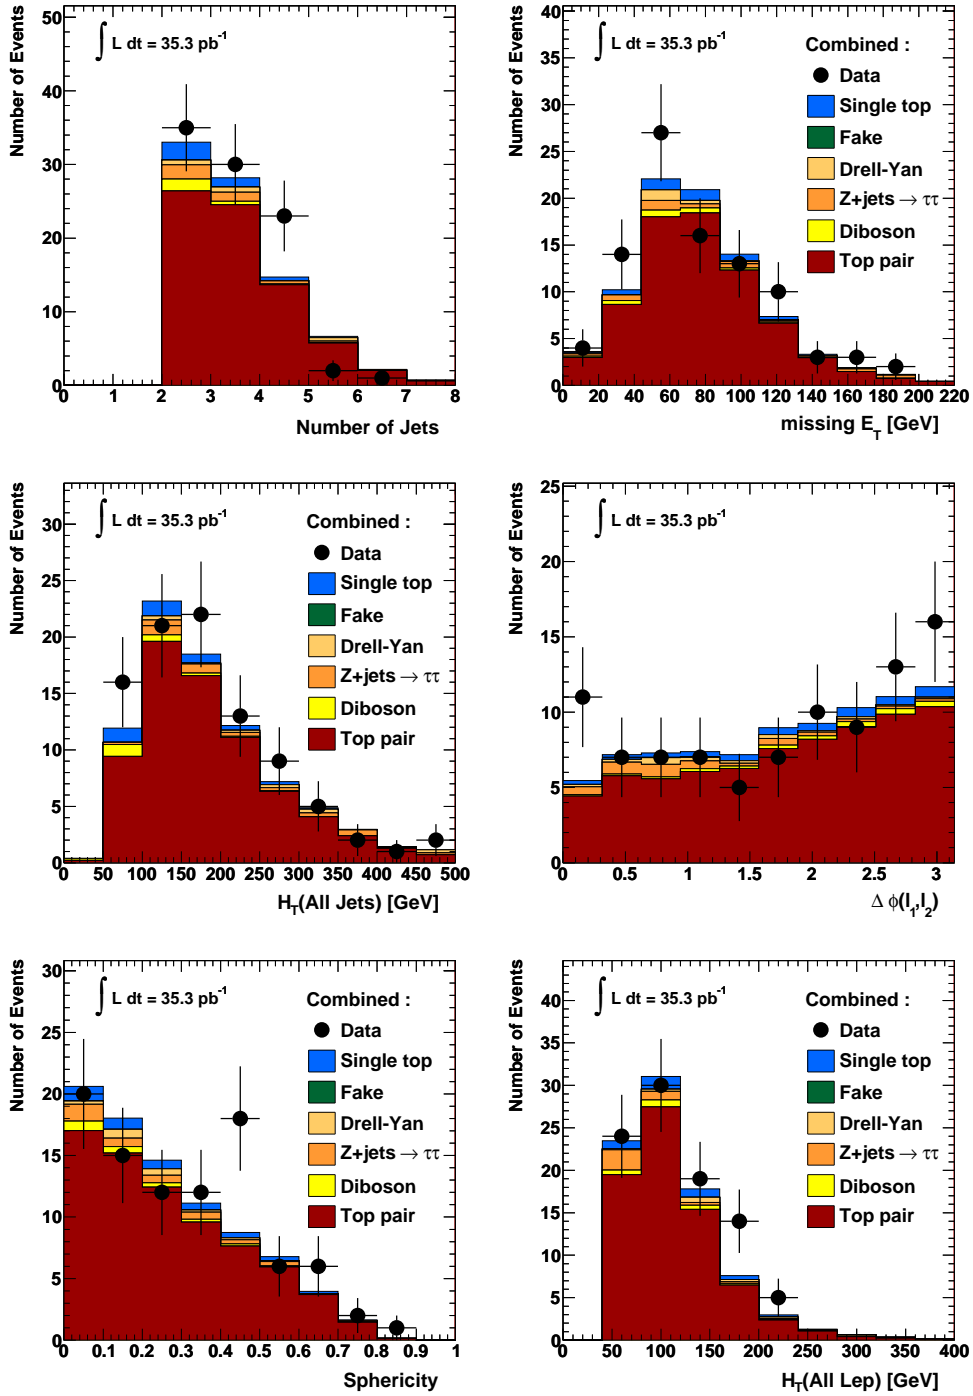 Number of Events
50
40
30
20
10
0
∫ L dt = 35.3 pb⁻¹
0 1 2 3 4 5 6 7 8
Number of Jets
Number of Events
40
35
30
25
20
15
10
5
0
∫ L dt = 35.3 pb⁻¹
Combined :
Data
Single top
Fake
Drell-Yan
Z+jets → ττ
Diboson
Top pair
0 20 40 60 80 100 120 140 160 180 200 220
missing E_T [GeV]
Number of Events
30
25
20
15
10
5
0
∫ L dt = 35.3 pb⁻¹
Combined :
Data
Single top
Fake
Drell-Yan
Z+jets → ττ
Diboson
Top pair
0 50 100 150 200 250 300 350 400 450 500
H_T(All Jets) [GeV]
Number of Events
25
20
15
10
5
0
∫ L dt = 35.3 pb⁻¹
0 0.5 1 1.5 2 2.5 3
Δ φ(l_1,l_2)
Number of Events
30
25
20
15
10
5
0
∫ L dt = 35.3 pb⁻¹
Combined :
Data
Single top
Fake
Drell-Yan
Z+jets → ττ
Diboson
Top pair
0 0.1 0.2 0.3 0.4 0.5 0.6 0.7 0.8 0.9 1
Sphericity
Number of Events
40
35
30
25
20
15
10
5
0
∫ L dt = 35.3 pb⁻¹
Combined :
Data
Single top
Fake
Drell-Yan
Z+jets → ττ
Diboson
Top pair
0 50 100 150 200 250 300 350 400
H_T(All Lep) [GeV]